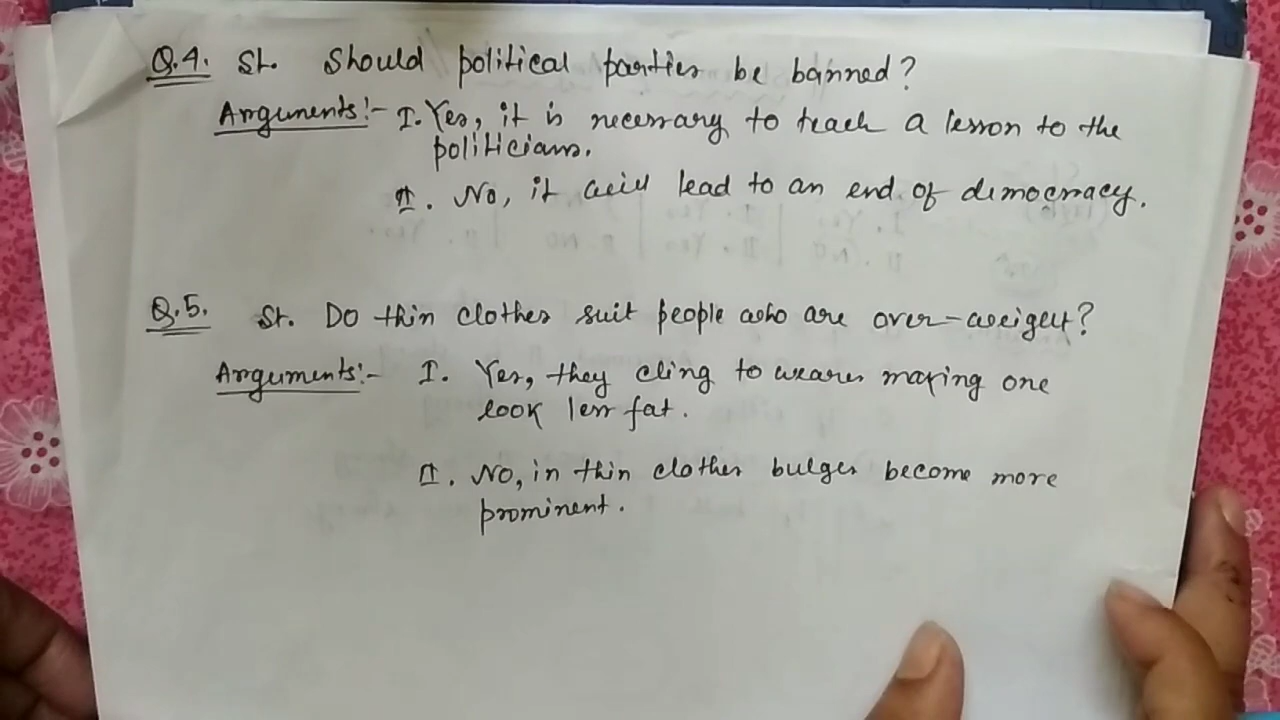 Q.4. St. Should political parties be banned?
Arguments:- I. Yes, it is necessary to teach a lesson to the
politicians.
II. No, it will lead to an end of democracy.
Q.5. St. Do thin clothes suit people who are over-weight?
Arguments:- I. Yes, they cling to wearer making one
look less fat.
II. No, in thin clothes bulges become more
prominent.